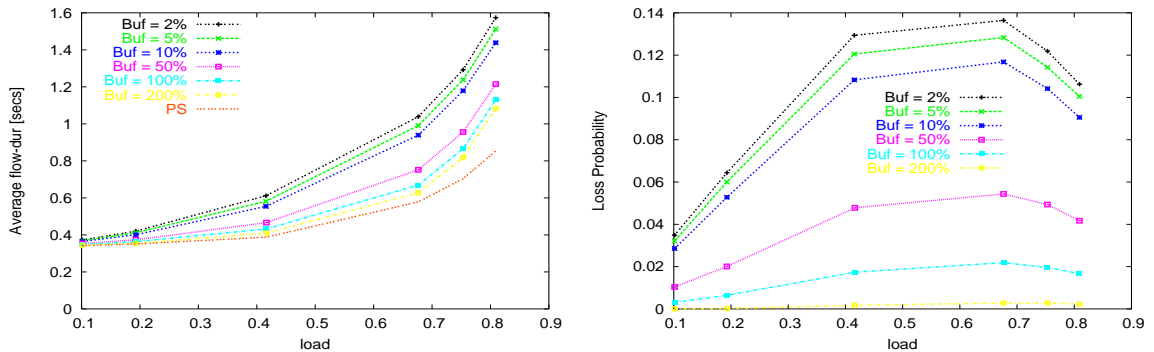 Average flow-dur [secs]
1.6
1.4
1.2
1
0.8
0.6
0.4
0.2
0
Buf = 2%
Buf = 5%
Buf = 10%
Buf = 50%
Buf = 100%
Buf = 200%
PS
0.1 0.2 0.3 0.4 0.5 0.6 0.7 0.8 0.9
load
Loss Probability
0.14
0.12
0.1
0.08
0.06
0.04
0.02
0
Buf = 2%
Buf = 5%
Buf = 10%
Buf = 50%
Buf = 100%
Buf = 200%
0.1 0.2 0.3 0.4 0.5 0.6 0.7 0.8 0.9
load